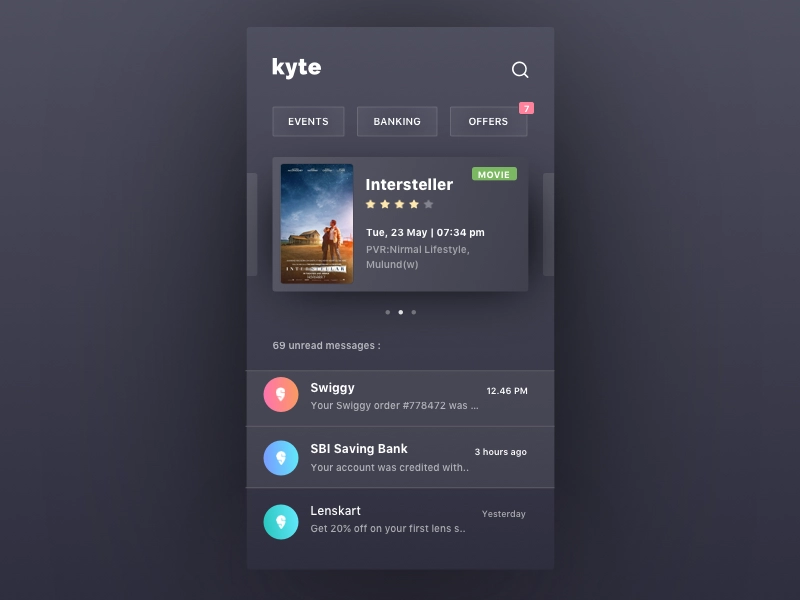 kyte
EVENTS
BANKING
OFFERS
7
Intersteller
MOVIE
Tue, 23 May | 07:34 pm
PVR:Nirmal Lifestyle,
Mulund(w)
INTERSTELLAR
69 unread messages :
Swiggy
12.46 PM
Your Swiggy order #778472 was ...
SBI Saving Bank
3 hours ago
Your account was credited with..
Lenskart
Yesterday
Get 20% off on your first lens s..